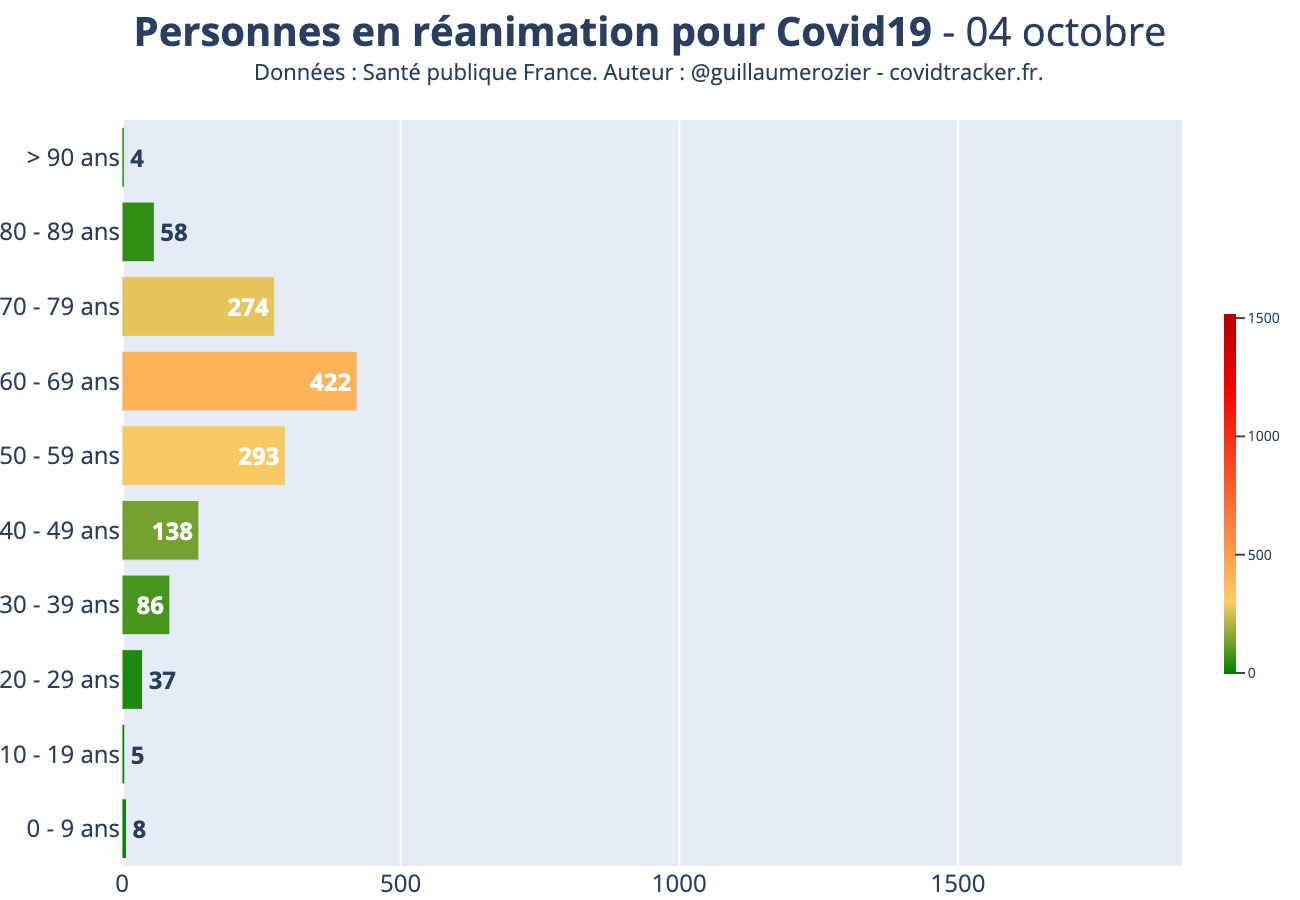 Personnes en réanimation pour Covid19 - 04 octobre
Données : Santé publique France. Auteur : @guillaumerozier - covidtracker.fr.
> 90 ans 4
80 - 89 ans 58
70 - 79 ans 274
60 - 69 ans 422
50 - 59 ans 293
40 - 49 ans 138
30 - 39 ans 86
20 - 29 ans 37
10 - 19 ans 5
0 - 9 ans 8
0 500 1000 1500
1500
1000
500
0